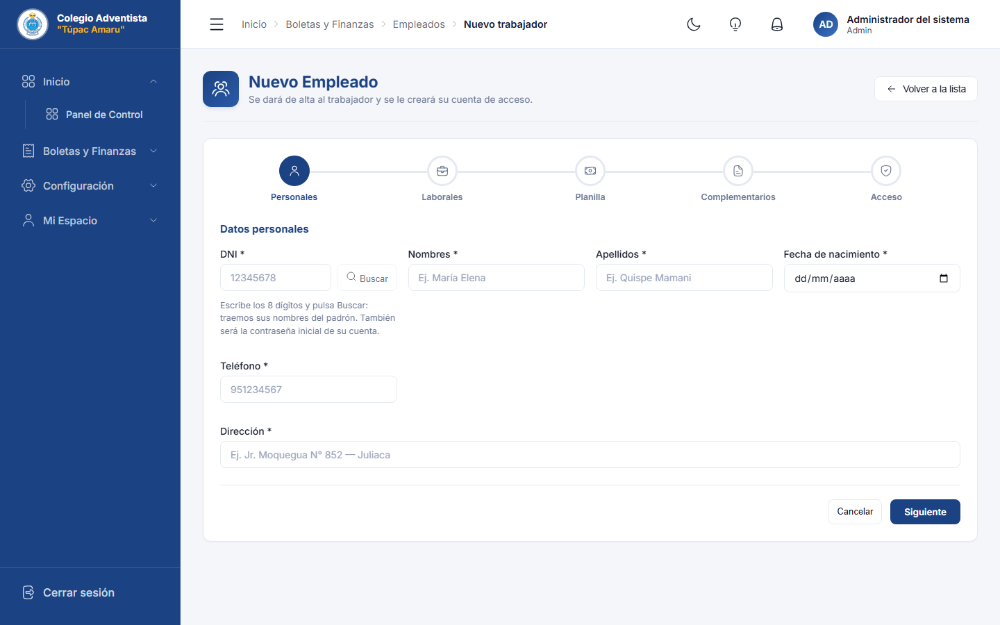 Colegio Adventista
"Túpac Amaru"
Inicio
Panel de Control
Boletas y Finanzas
Configuración
Mi Espacio
Cerrar sesión
Inicio > Boletas y Finanzas > Empleados > Nuevo trabajador
AD
Administrador del sistema
Admin
Nuevo Empleado
Se dará de alta al trabajador y se le creará su cuenta de acceso.
Volver a la lista
Personales
Laborales
Planilla
Complementarios
Acceso
Datos personales
DNI *
12345678
Buscar
Escribe los 8 dígitos y pulsa Buscar:
traemos sus nombres del padrón. También
será la contraseña inicial de su cuenta.
Nombres *
Ej. María Elena
Apellidos *
Ej. Quispe Mamani
Fecha de nacimiento *
dd/mm/aaaa
Teléfono *
951234567
Dirección *
Ej. Jr. Moquegua N° 852 — Juliaca
Cancelar
Siguiente